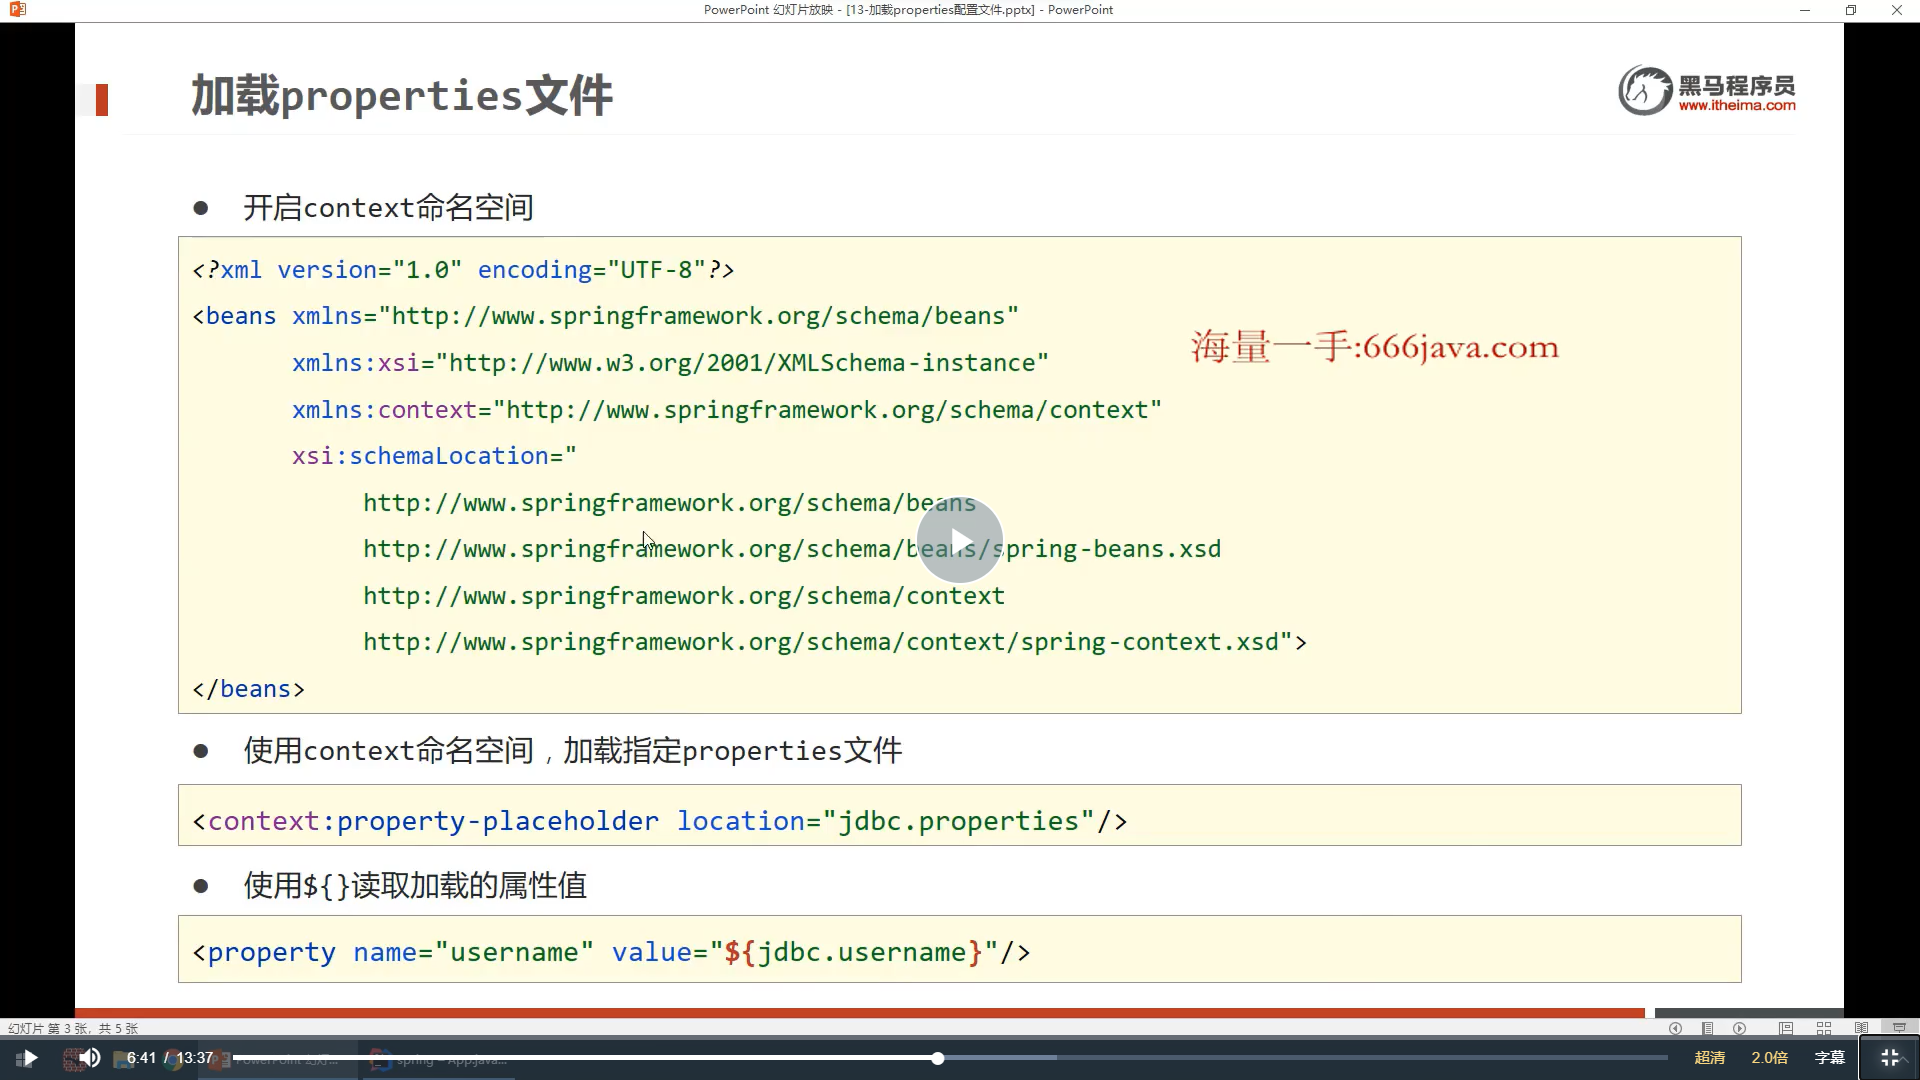 PowerPoint 幻灯片放映 - [13-加载properties配置文件.pptx] - PowerPoint
加载properties文件
黑马程序员
www.itheima.com
● 开启context命名空间
<?xml version="1.0" encoding="UTF-8"?>
<beans xmlns="http://www.springframework.org/schema/beans"
xmlns:xsi="http://www.w3.org/2001/XMLSchema-instance"
海量一手:666java.com
xmlns:context="http://www.springframework.org/schema/context"
xsi:schemaLocation="
http://www.springframework.org/schema/beans
http://www.springframework.org/schema/beans/spring-beans.xsd
http://www.springframework.org/schema/context
http://www.springframework.org/schema/context/spring-context.xsd">
</beans>
● 使用context命名空间，加载指定properties文件
<context:property-placeholder location="jdbc.properties"/>
● 使用${}读取加载的属性值
<property name="username" value="${jdbc.username}"/>
幻灯片 第 3 张，共 5 张
6:41 / 13:37
超清 2.0倍 字幕